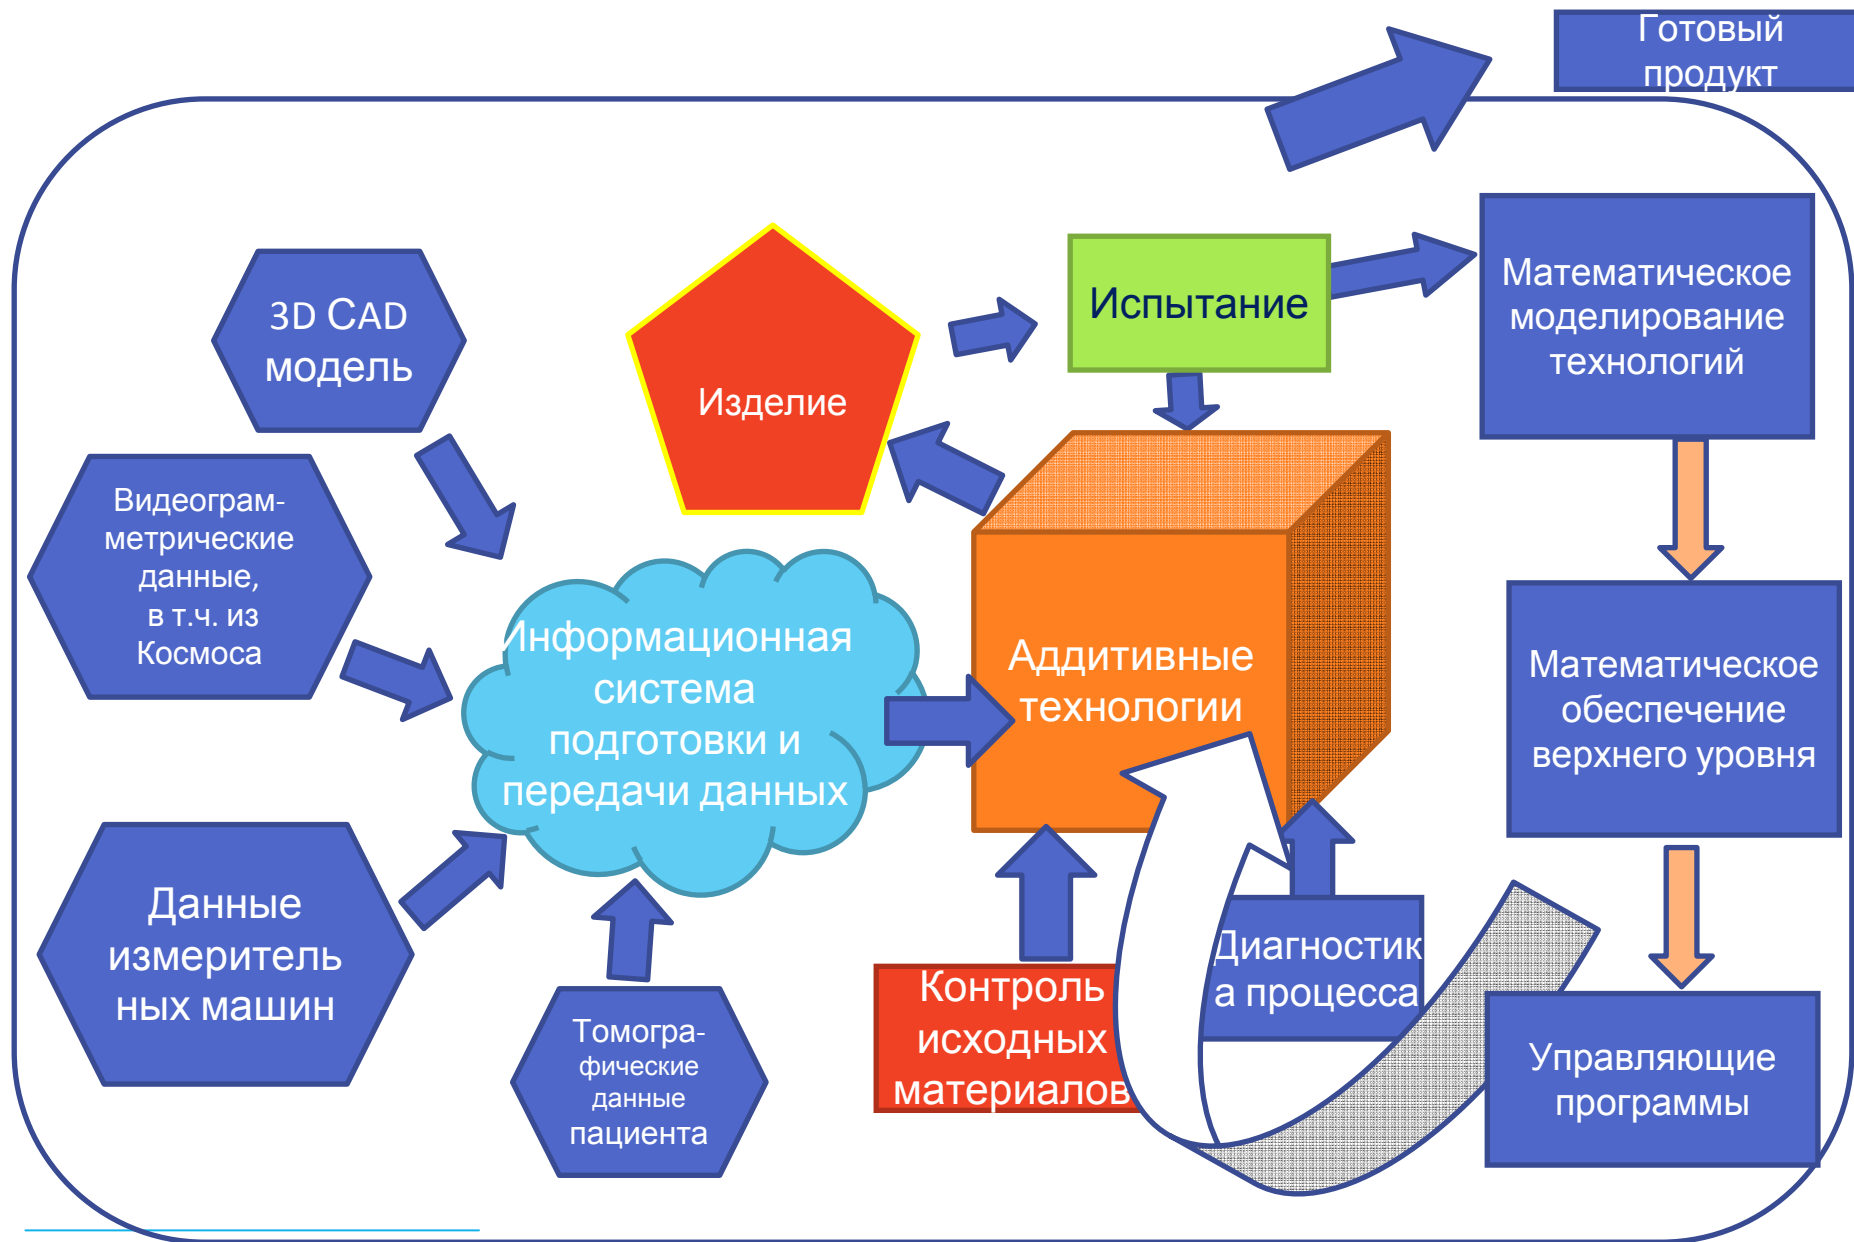 Готовый
продукт
3D CAD
модель
Изделие
Испытание
Математическое
моделирование
технологий
Видеограм-
метрические
данные,
в т.ч. из
Космоса
Информационная
система
подготовки и
передачи данных
Аддитивные
технологии
Математическое
обеспечение
верхнего уровня
Данные
измеритель
ных машин
Томогра-
фические
данные
пациента
Контроль
исходных
материалов
Диагностик
а процесса
Управляющие
программы